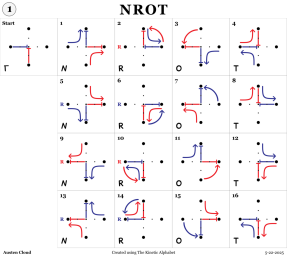 1 NROT
Start 1 2 3 4
R
Γ N R O T
5 6 7 8
R R R
N R O T
9 10 11 12
R R
N R O T
13 14 15 16
R R
N R O T
Austen Cloud Created using The Kinetic Alphabet 5-22-2025